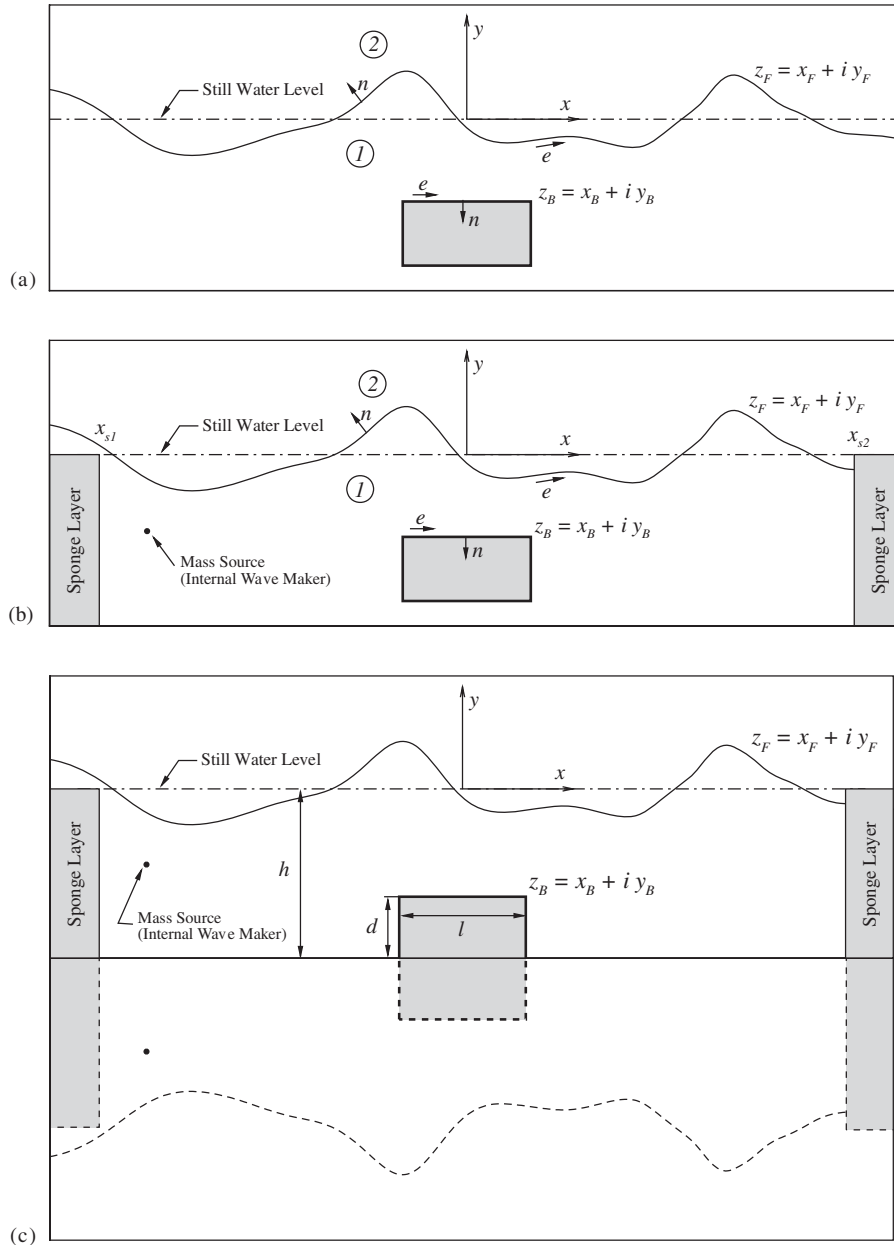 2
y
n
z_F = x_F + i y_F
Still Water Level
x
1
e
e
z_B = x_B + i y_B
n
(a)
2
y
n
z_F = x_F + i y_F
x_s1
Still Water Level
x
x_s2
1
e
Sponge Layer
e
z_B = x_B + i y_B
Sponge Layer
Mass Source
(Internal Wave Maker)
n
(b)
y
z_F = x_F + i y_F
Still Water Level
x
Sponge Layer
h
z_B = x_B + i y_B
Sponge Layer
Mass Source
(Internal Wave Maker)
d
l
(c)